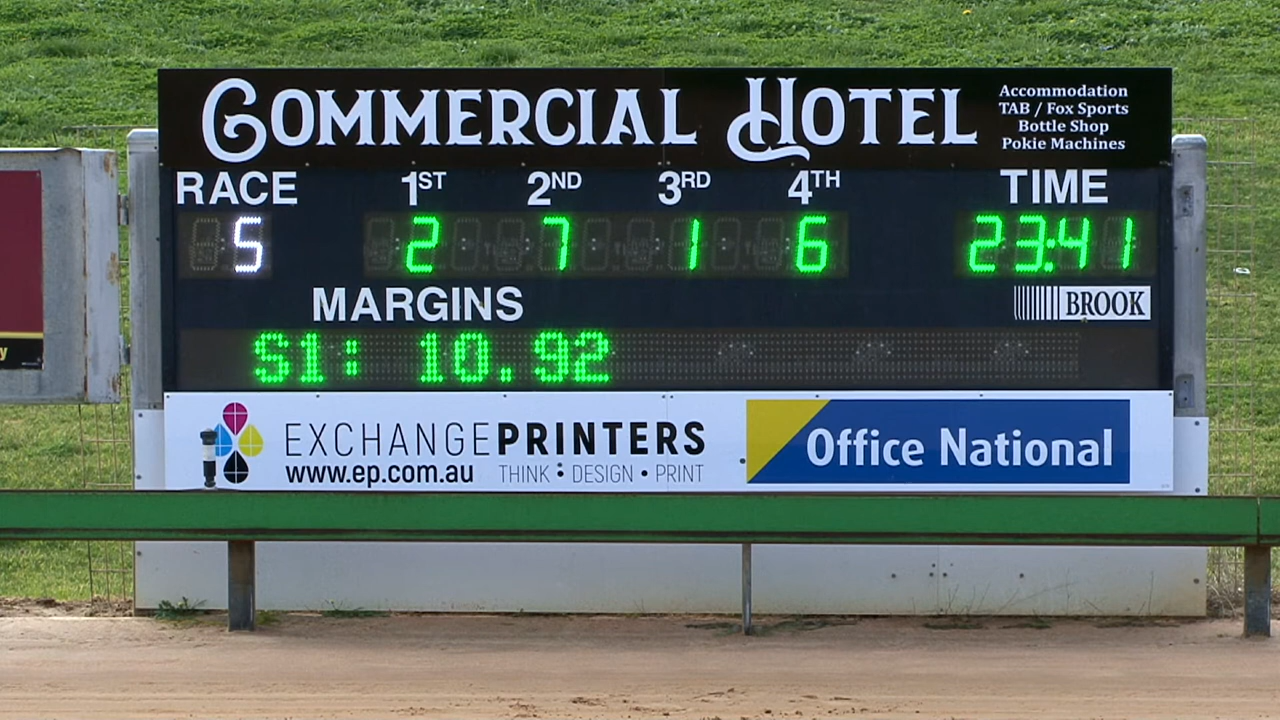 COMMERCIAL HOTEL
Accommodation
TAB / Fox Sports
Bottle Shop
Pokie Machines
RACE 1ST 2ND 3RD 4TH TIME
5 2 7 1 6 23:41
MARGINS
BROOK
S1: 10.92
EXCHANGEPRINTERS
www.ep.com.au THINK : DESIGN • PRINT
Office National
y